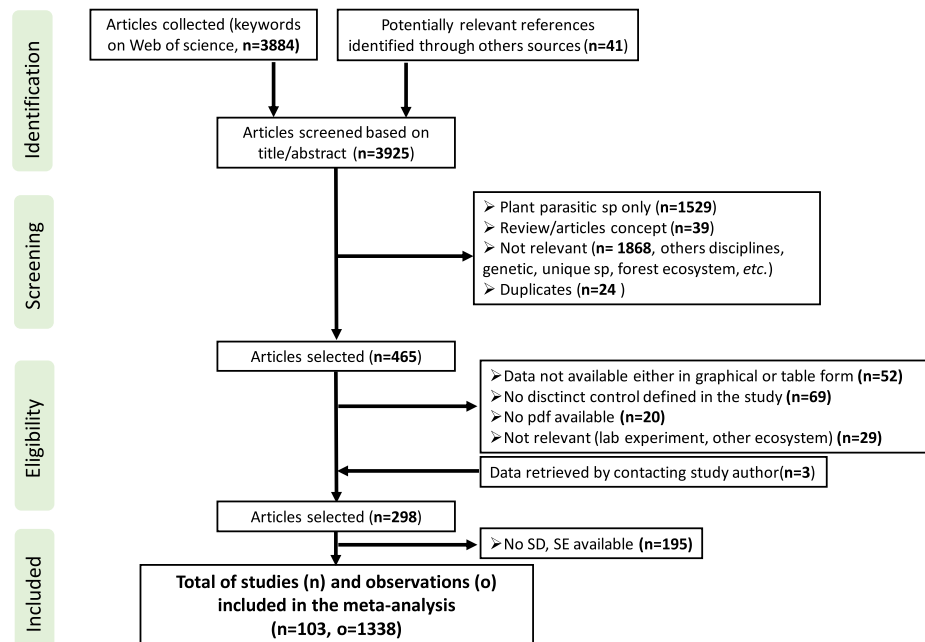 Identification
Articles collected (keywords
on Web of science, n=3884)
Potentially relevant references
identified through others sources (n=41)
Articles screened based on
title/abstract (n=3925)
Screening
➢ Plant parasitic sp only (n=1529)
➢ Review/articles concept (n=39)
➢ Not relevant (n= 1868, others disciplines,
genetic, unique sp, forest ecosystem, etc.)
➢ Duplicates (n=24 )
Articles selected (n=465)
Eligibility
➢Data not available either in graphical or table form (n=52)
➢No disctinct control defined in the study (n=69)
➢No pdf available (n=20)
➢Not relevant (lab experiment, other ecosystem) (n=29)
Data retrieved by contacting study author(n=3)
Articles selected (n=298)
Included
➢No SD, SE available (n=195)
Total of studies (n) and observations (o)
included in the meta-analysis
(n=103, o=1338)